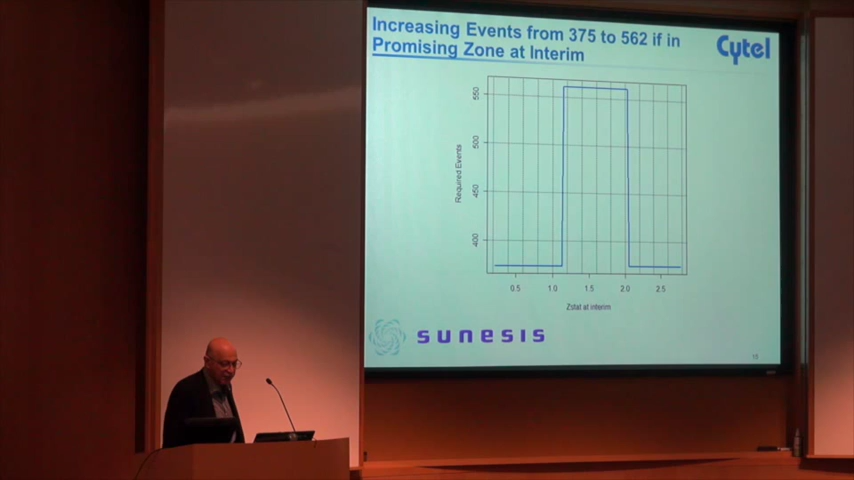 Increasing Events from 375 to 562 if in
Promising Zone at Interim
Cytel
Required Events
550
500
450
400
0.5 1.0 1.5 2.0 2.5
Zstat at interim
sunesis